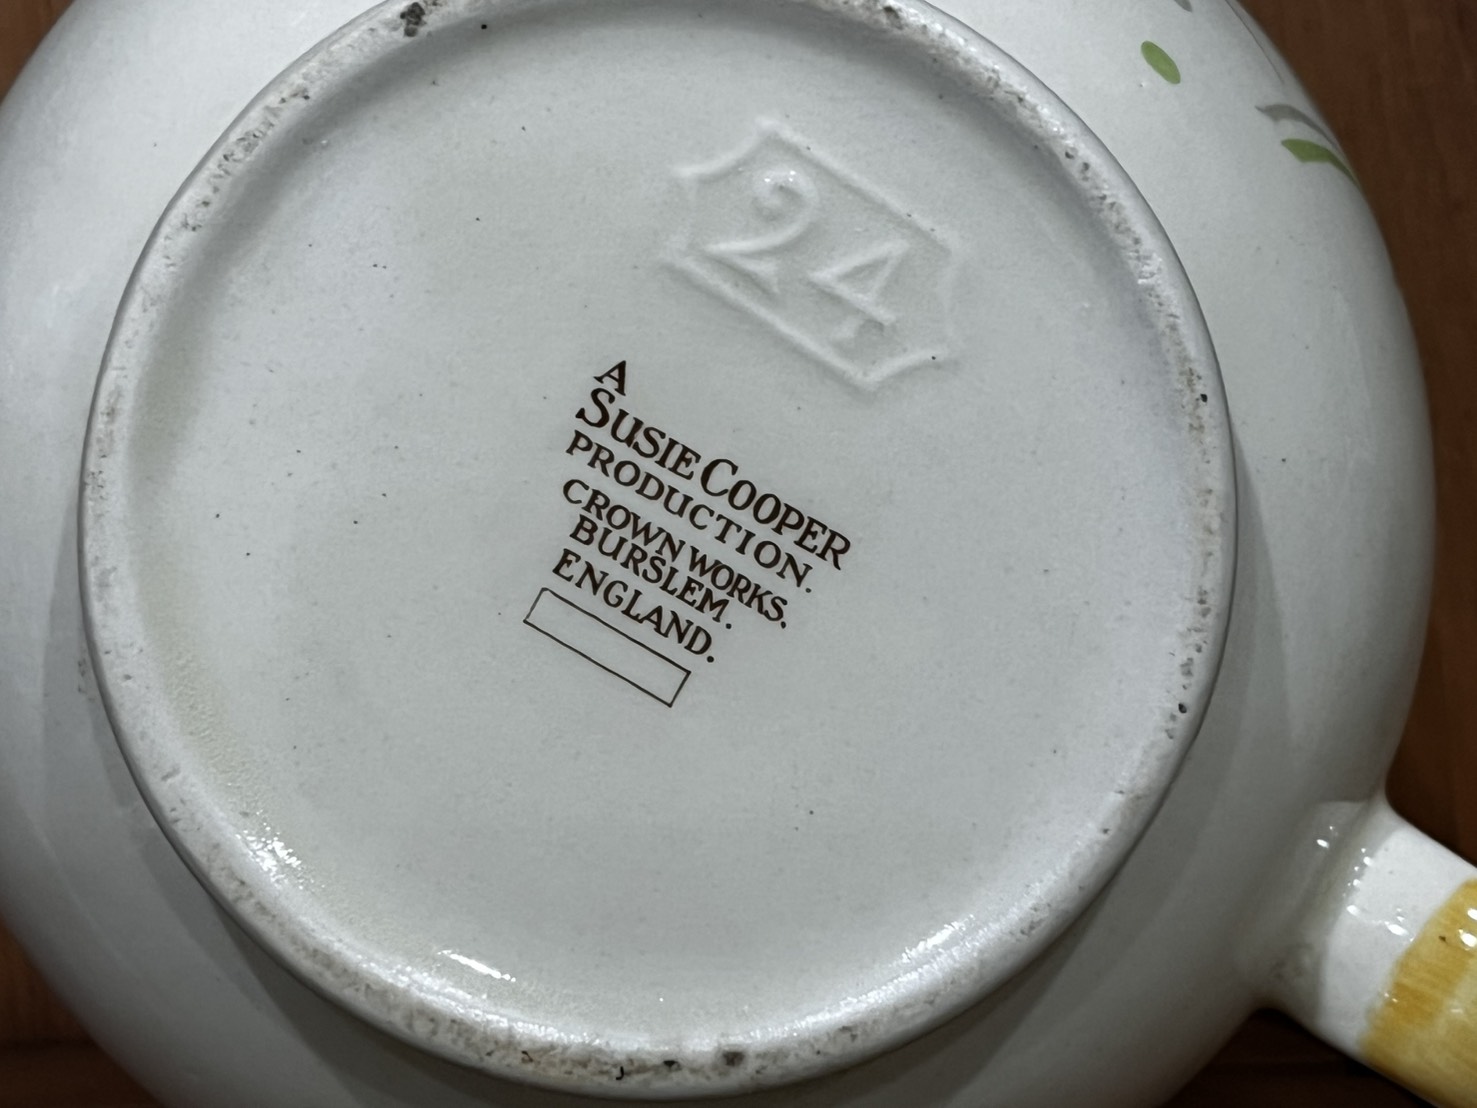 24
A
SUSIE COOPER
PRODUCTION.
CROWN WORKS.
BURSLEM.
ENGLAND.